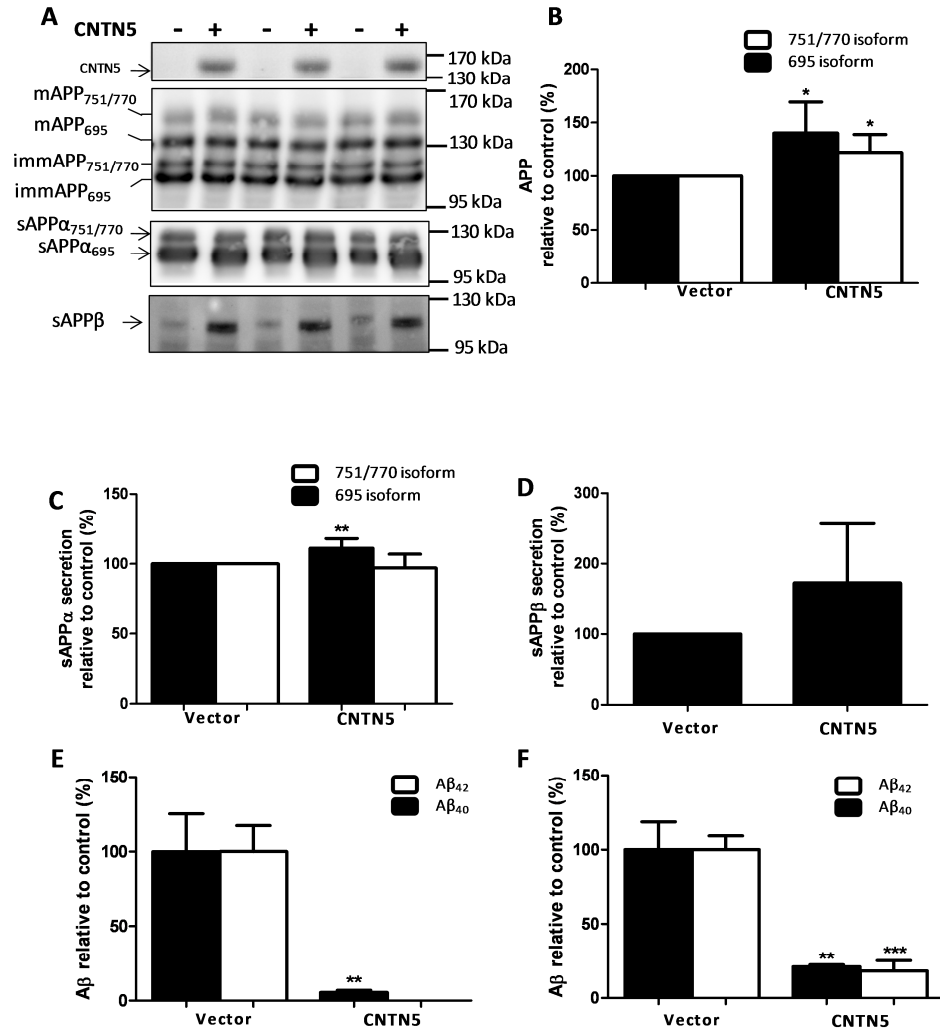 A
CNTN5 - + - + - +
CNTN5
170 kDa
130 kDa
mAPP751/770
170 kDa
mAPP695
130 kDa
immAPP751/770
immAPP695
95 kDa
sAPPα751/770
130 kDa
sAPPα695
95 kDa
130 kDa
sAPPβ
95 kDa
B
751/770 isoform
695 isoform
APP
relative to control (%)
200
150
100
50
0
*
*
Vector CNTN5
C
751/770 isoform
695 isoform
sAPPα secretion
relative to control (%)
150
100
50
0
**
Vector CNTN5
D
sAPPβ secretion
relative to control (%)
300
200
100
0
Vector CNTN5
E
Aβ42
Aβ40
Aβ relative to control (%)
150
100
50
0
**
Vector CNTN5
F
Aβ42
Aβ40
Aβ relative to control (%)
150
100
50
0
**
***
Vector CNTN5